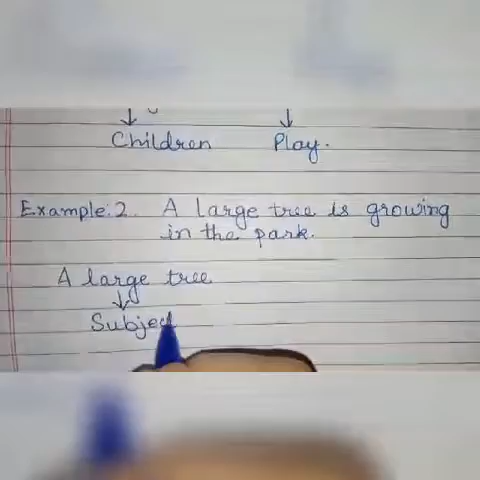 ↓ ↓
Children Play.
Example:2. A large tree is growing
in the park.
A large tree
↓
Subject